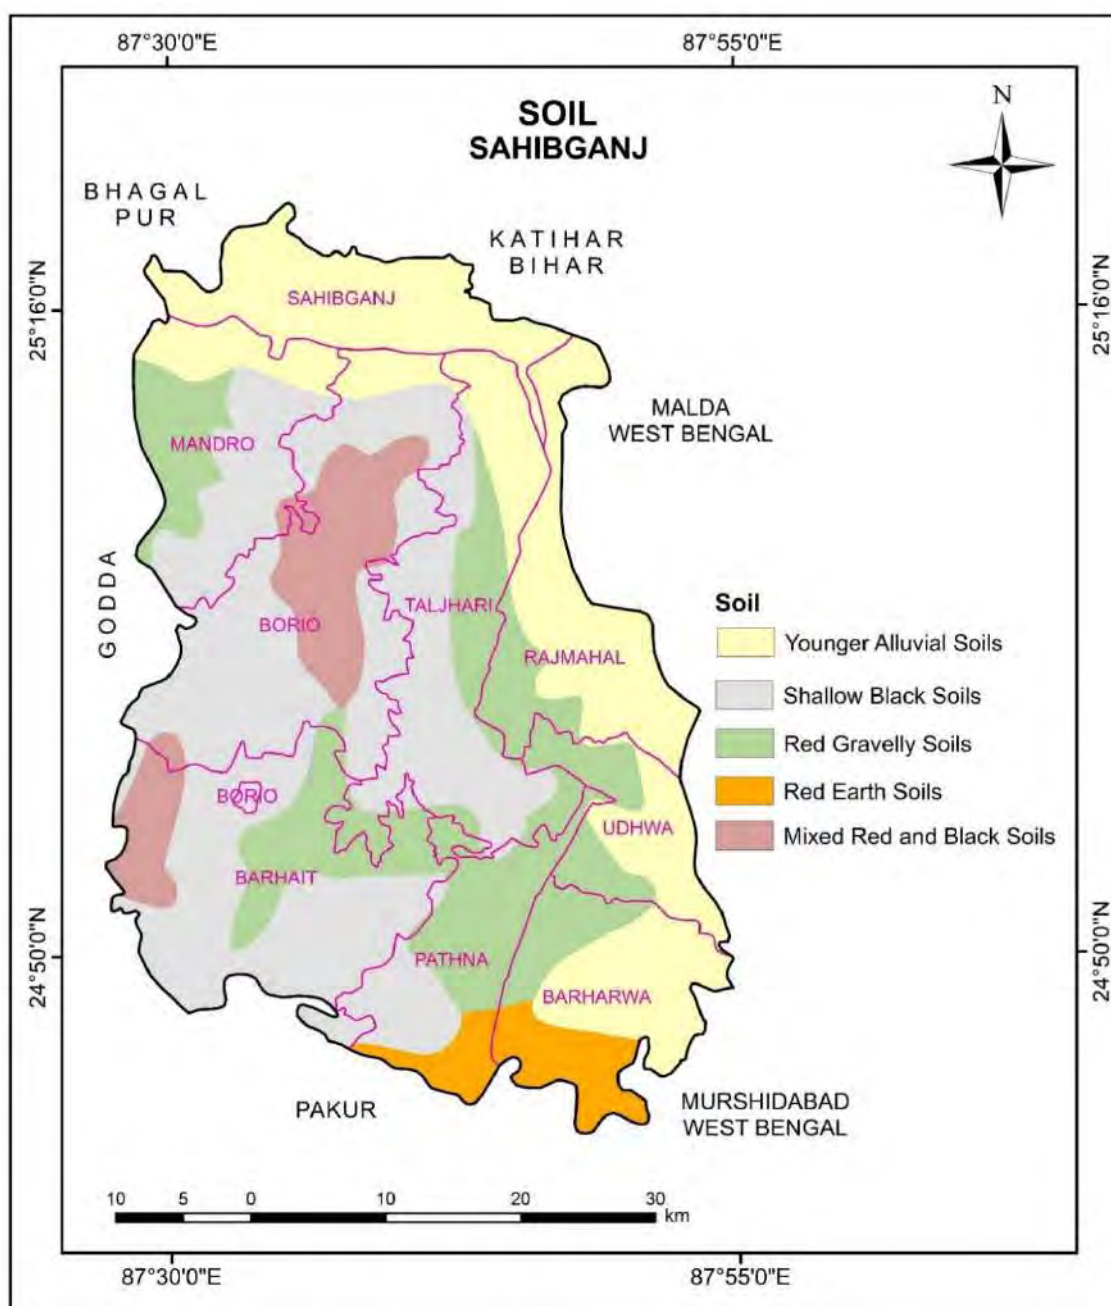 87°30'0"E
87°55'0"E
SOIL
SAHIBGANJ
N
BHAGAL
PUR
KATIHAR
BIHAR
25°16'0"N
25°16'0"N
SAHIBGANJ
MALDA
WEST BENGAL
MANDRO
GODDA
TALJHARI
BORIO
RAJMAHAL
Soil
Younger Alluvial Soils
Shallow Black Soils
Red Gravelly Soils
Red Earth Soils
Mixed Red and Black Soils
BORIO
UDHWA
BARHAIT
24°50'0"N
24°50'0"N
PATHNA
BARHARWA
PAKUR
MURSHIDABAD
WEST BENGAL
10 5 0 10 20 30
km
87°30'0"E
87°55'0"E